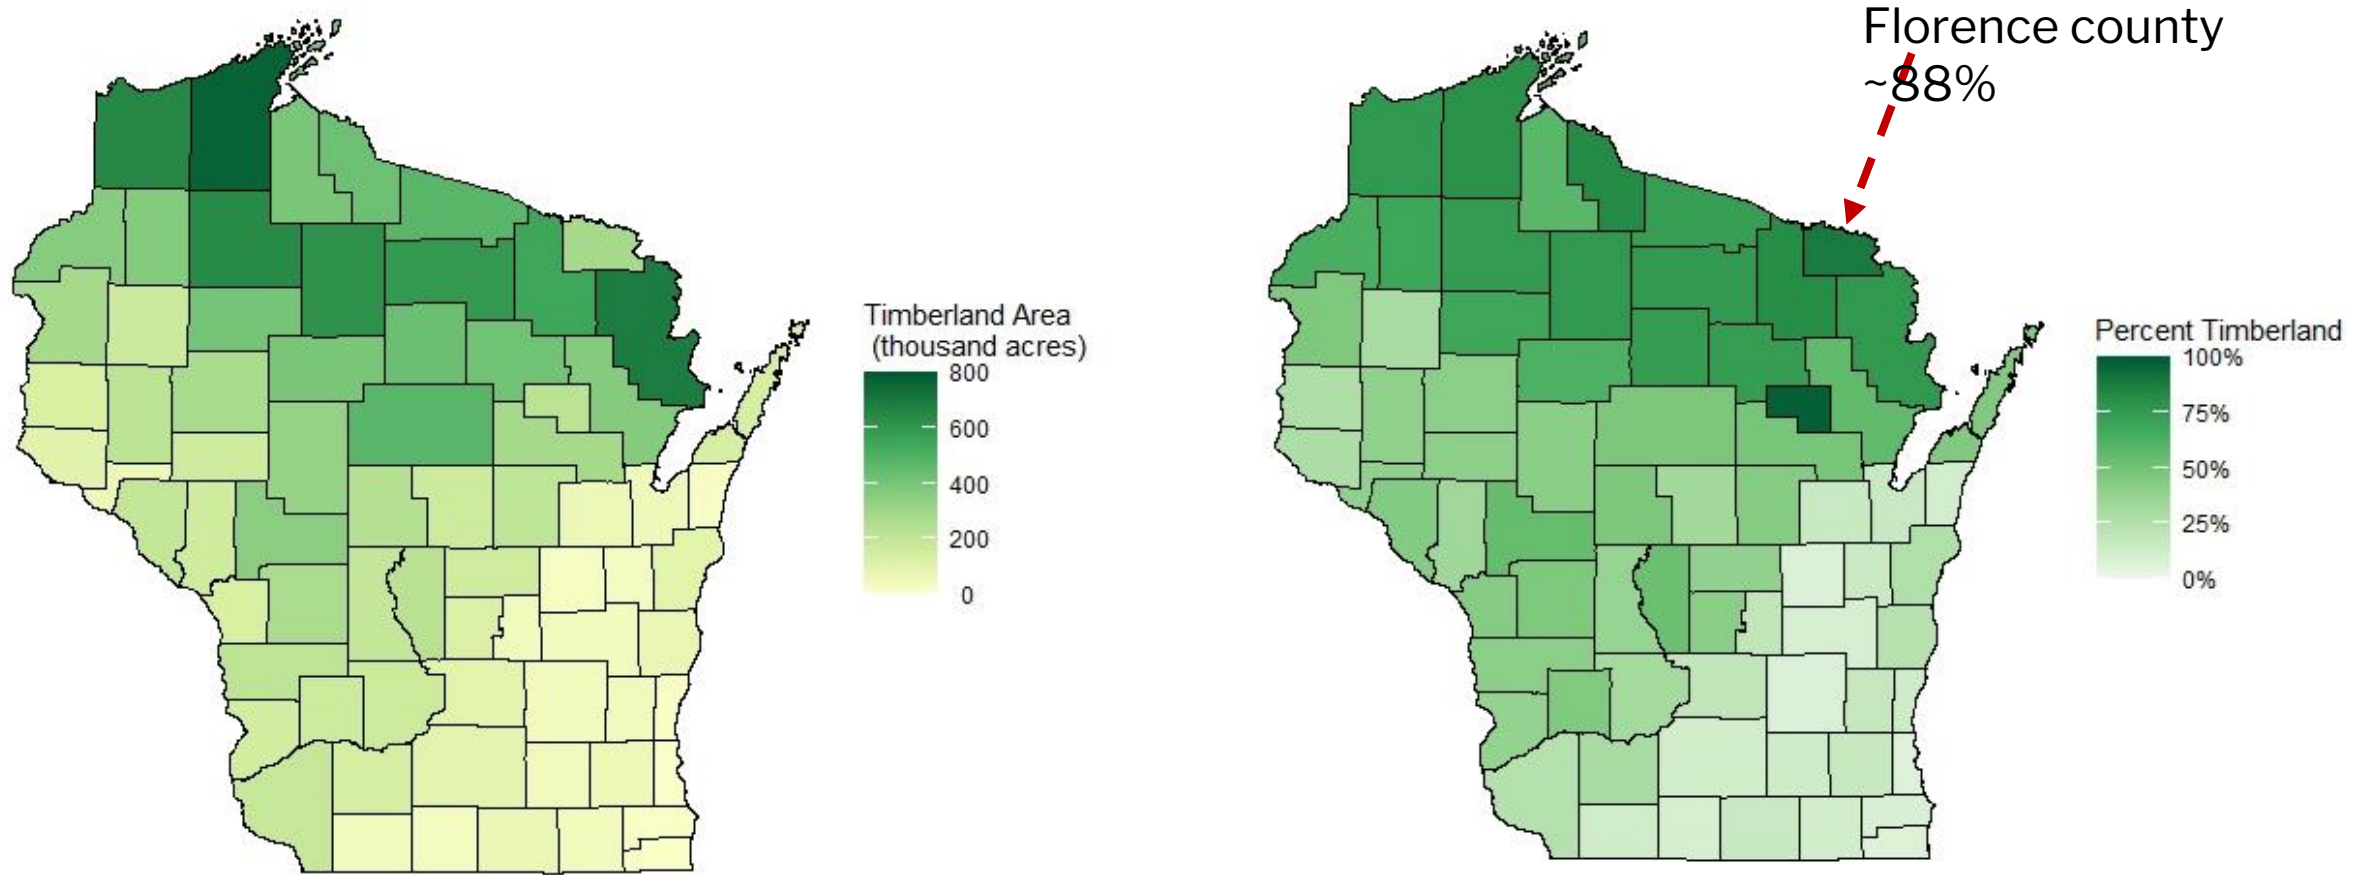 Florence county
~88%
Timberland Area
(thousand acres)
800
600
400
200
0
Percent Timberland
100%
75%
50%
25%
0%